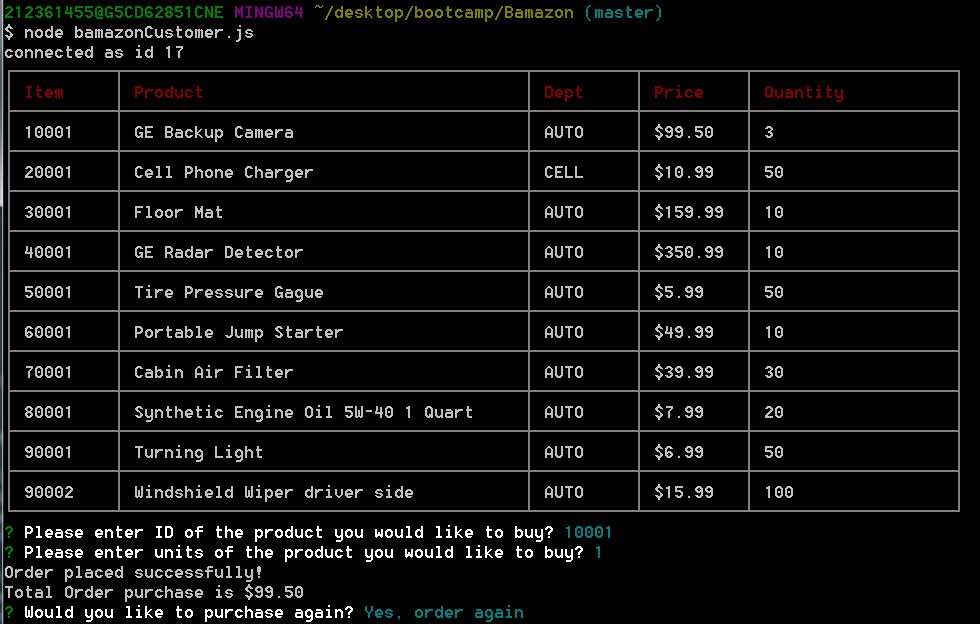 212361455@G5CD62851CNE MINGW64 ~/desktop/bootcamp/Bamazon (master)
$ node bamazonCustomer.js
connected as id 17
Item Product Dept Price Quantity
10001 GE Backup Camera AUTO $99.50 3
20001 Cell Phone Charger CELL $10.99 50
30001 Floor Mat AUTO $159.99 10
40001 GE Radar Detector AUTO $350.99 10
50001 Tire Pressure Gague AUTO $5.99 50
60001 Portable Jump Starter AUTO $49.99 10
70001 Cabin Air Filter AUTO $39.99 30
80001 Synthetic Engine Oil 5W-40 1 Quart AUTO $7.99 20
90001 Turning Light AUTO $6.99 50
90002 Windshield Wiper driver side AUTO $15.99 100
? Please enter ID of the product you would like to buy? 10001
? Please enter units of the product you would like to buy? 1
Order placed successfully!
Total Order purchase is $99.50
? Would you like to purchase again? Yes, order again